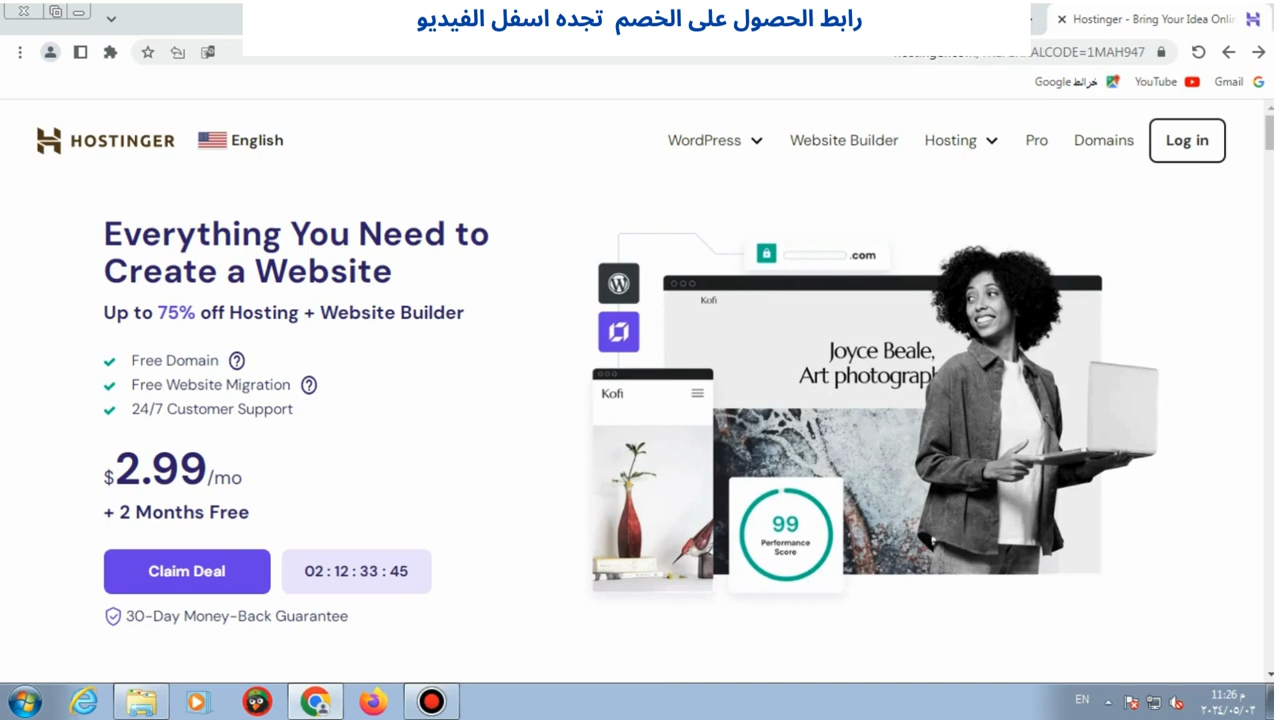 رابط الحصول على الخصم تجده اسفل الفيديو
Hostinger - Bring Your Idea Onlin
ALCODE=1MAH947
خرائط Google
YouTube
Gmail
HOSTINGER
English
WordPress
Website Builder
Hosting
Pro
Domains
Log in
Everything You Need to
Create a Website
Up to 75% off Hosting + Website Builder
Free Domain
Free Website Migration
24/7 Customer Support
$2.99/mo
+ 2 Months Free
Claim Deal
02 : 12 : 33 : 45
30-Day Money-Back Guarantee
.com
Kofi
Joyce Beale,
Art photograph
Kofi
99
Performance
Score
EN
11:26 م
٢٠٢٤/٠٥/٠٣